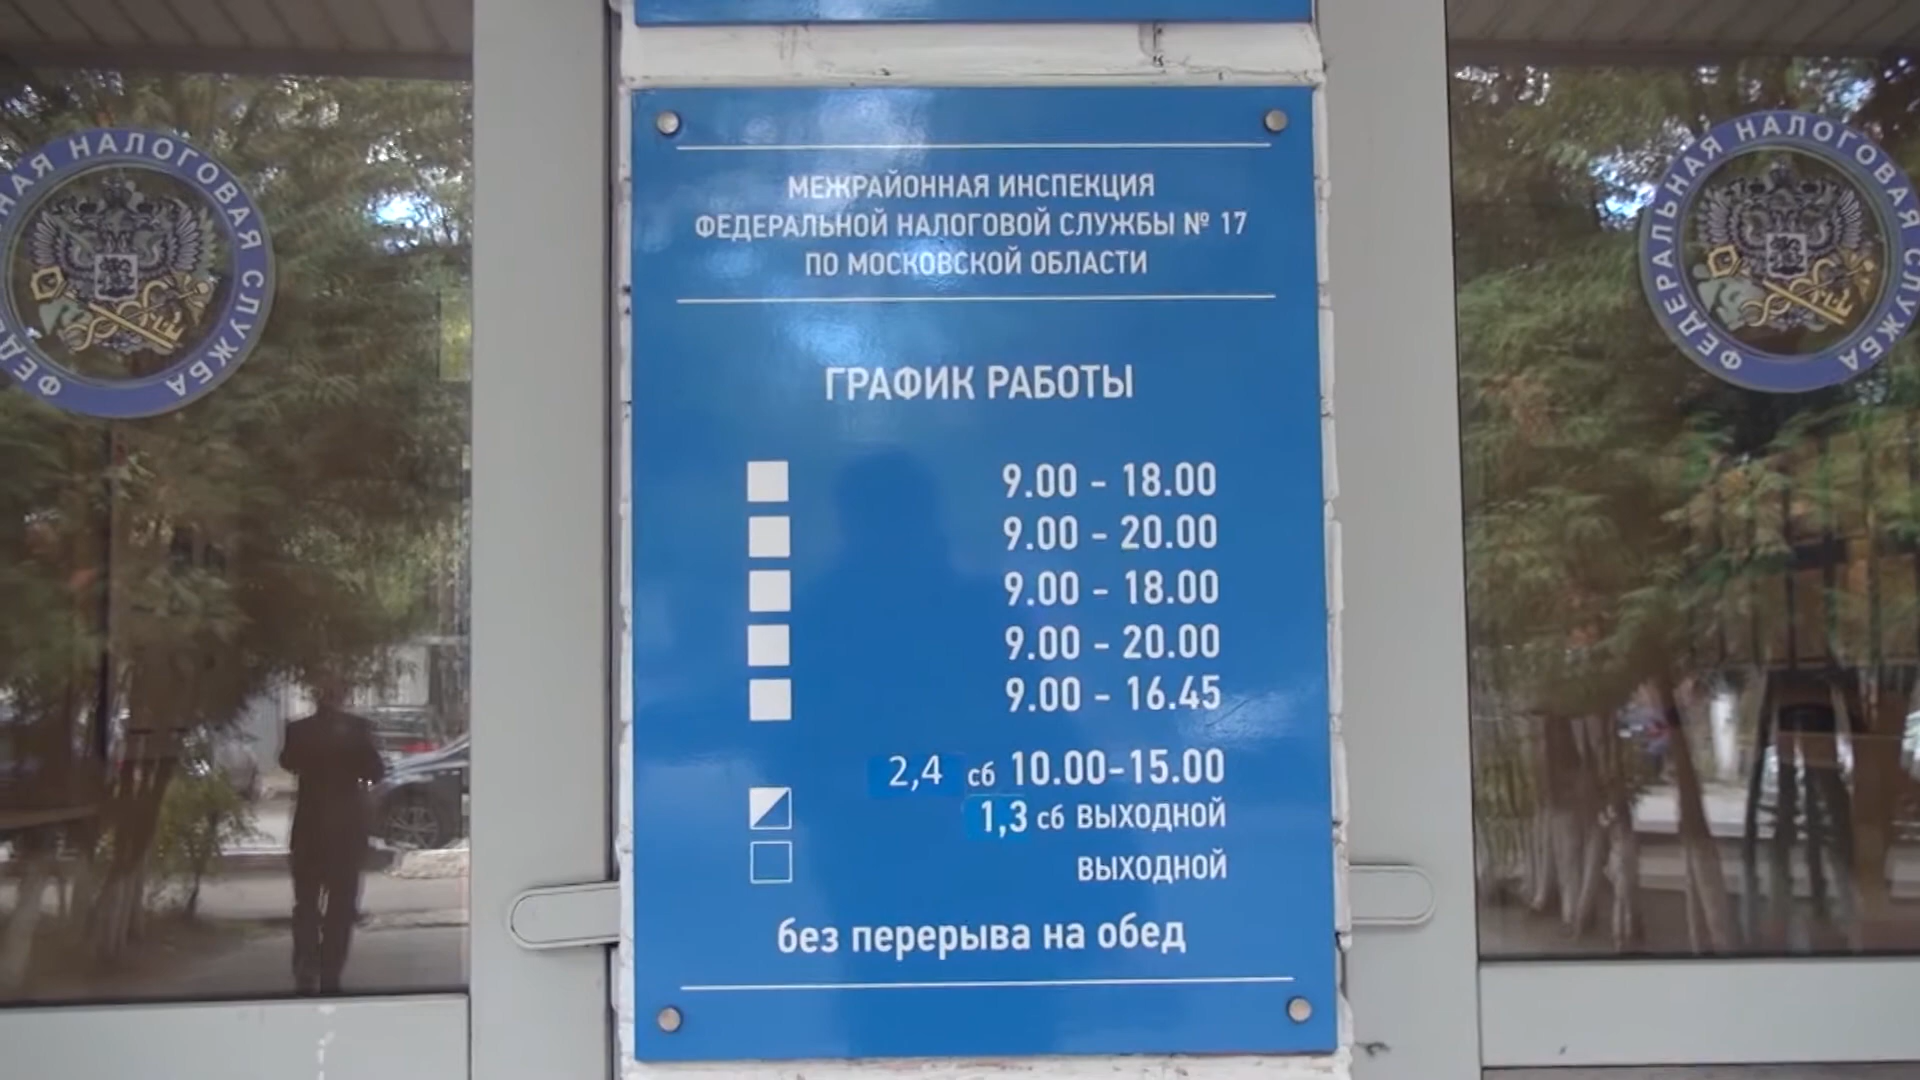 МЕЖРАЙОННАЯ ИНСПЕКЦИЯ
ФЕДЕРАЛЬНОЙ НАЛОГОВОЙ СЛУЖБЫ № 17
ПО МОСКОВСКОЙ ОБЛАСТИ
ГРАФИК РАБОТЫ
9.00 - 18.00
9.00 - 20.00
9.00 - 18.00
9.00 - 20.00
9.00 - 16.45
2,4 сб 10.00-15.00
1,3 сб ВЫХОДНОЙ
ВЫХОДНОЙ
без перерыва на обед
НАЛОГОВАЯ СЛУЖБА
ФЕДЕРАЛЬНАЯ НАЛОГОВАЯ СЛУЖБА